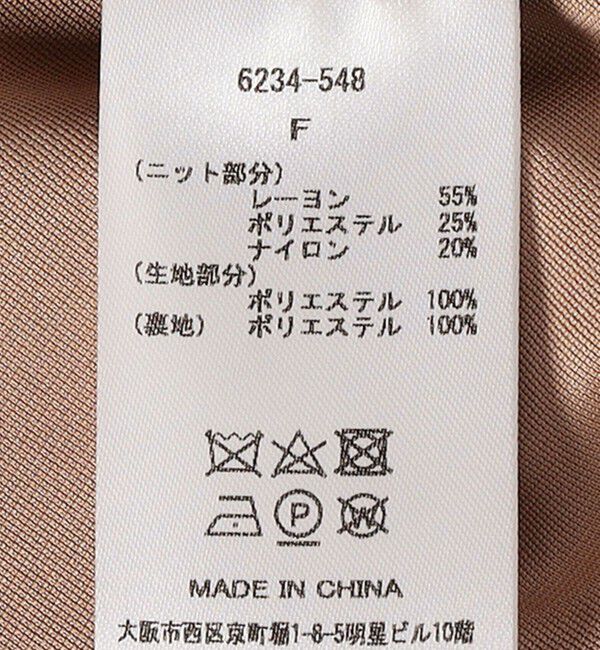 6234-548
F
(ニット部分)
レーヨン 55%
ポリエステル 25%
ナイロン 20%
(生地部分)
ポリエステル 100%
(裏地) ポリエステル 100%
P
W
MADE IN CHINA
大阪市西区京町堀1-8-5明星ビル10階